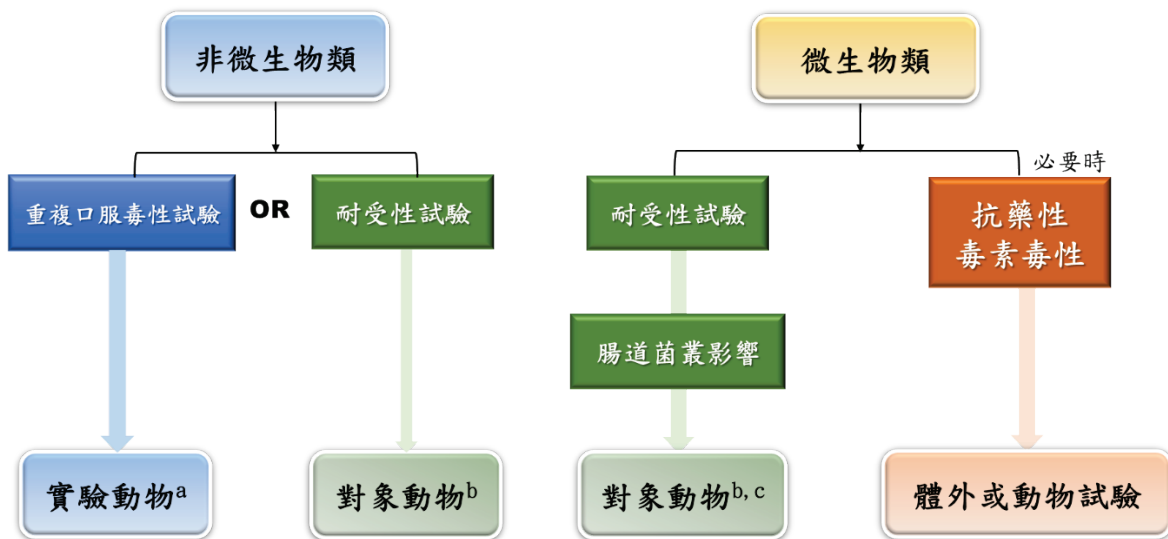 非微生物類
微生物類
必要時
重複口服毒性試驗
OR
耐受性試驗
耐受性試驗
抗藥性
毒素毒性
腸道菌叢影響
實驗動物a
對象動物b
對象動物b, c
體外或動物試驗